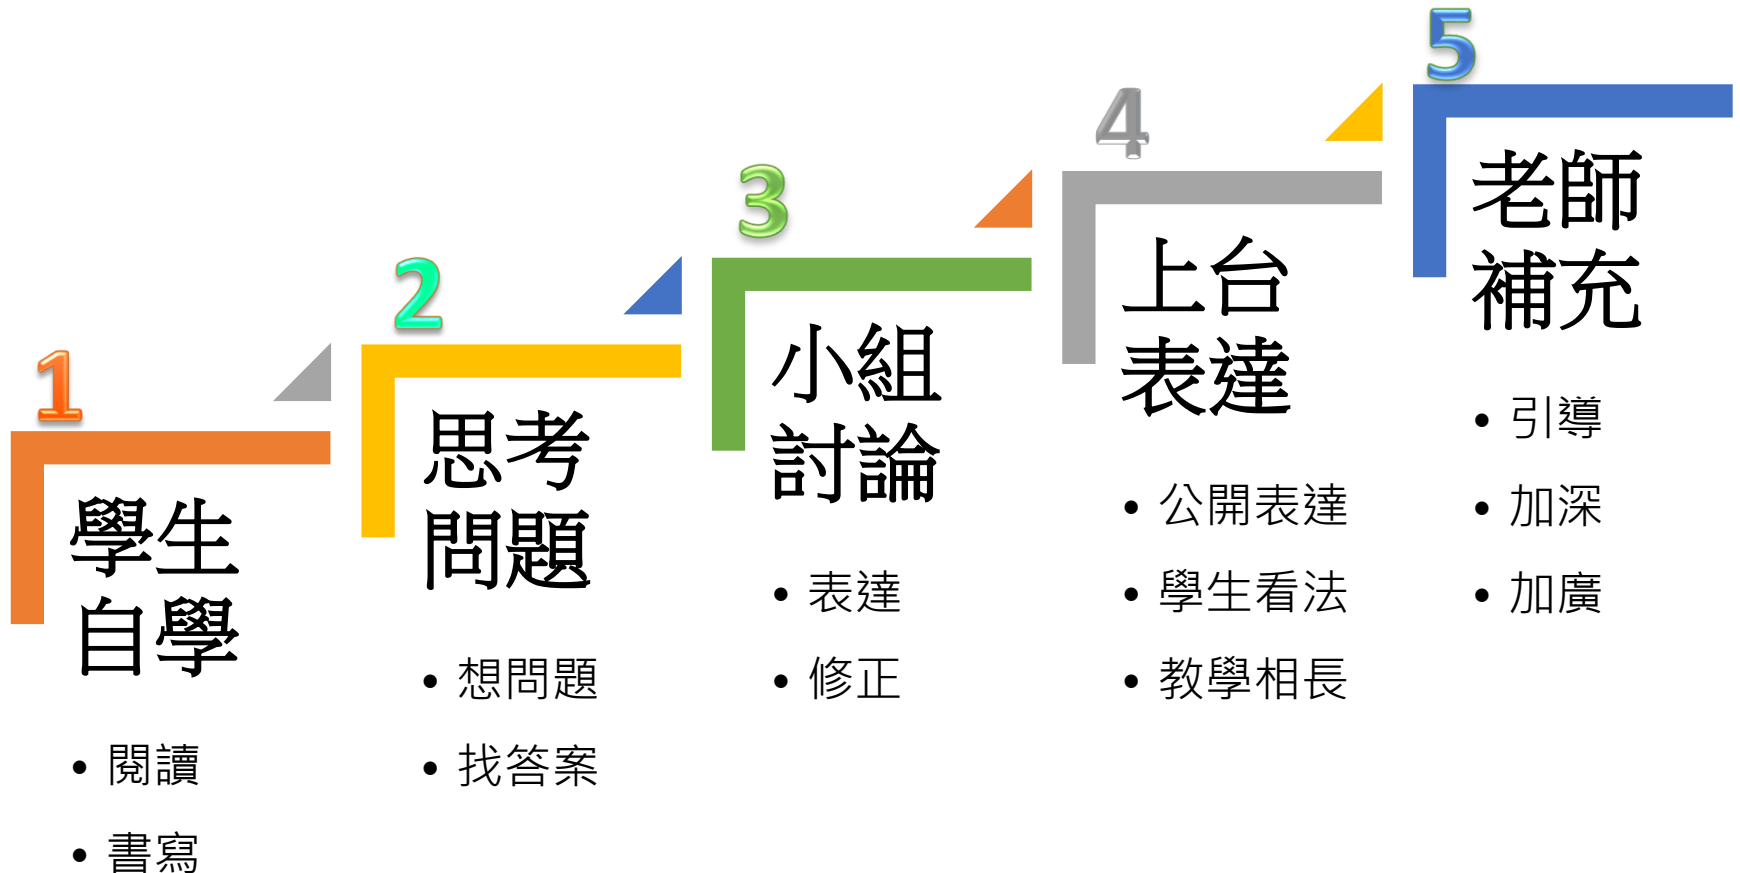 1
學生
自學
• 閱讀
• 書寫
2
思考
問題
• 想問題
• 找答案
3
小組
討論
• 表達
• 修正
4
上台
表達
• 公開表達
• 學生看法
• 教學相長
5
老師
補充
• 引導
• 加深
• 加廣